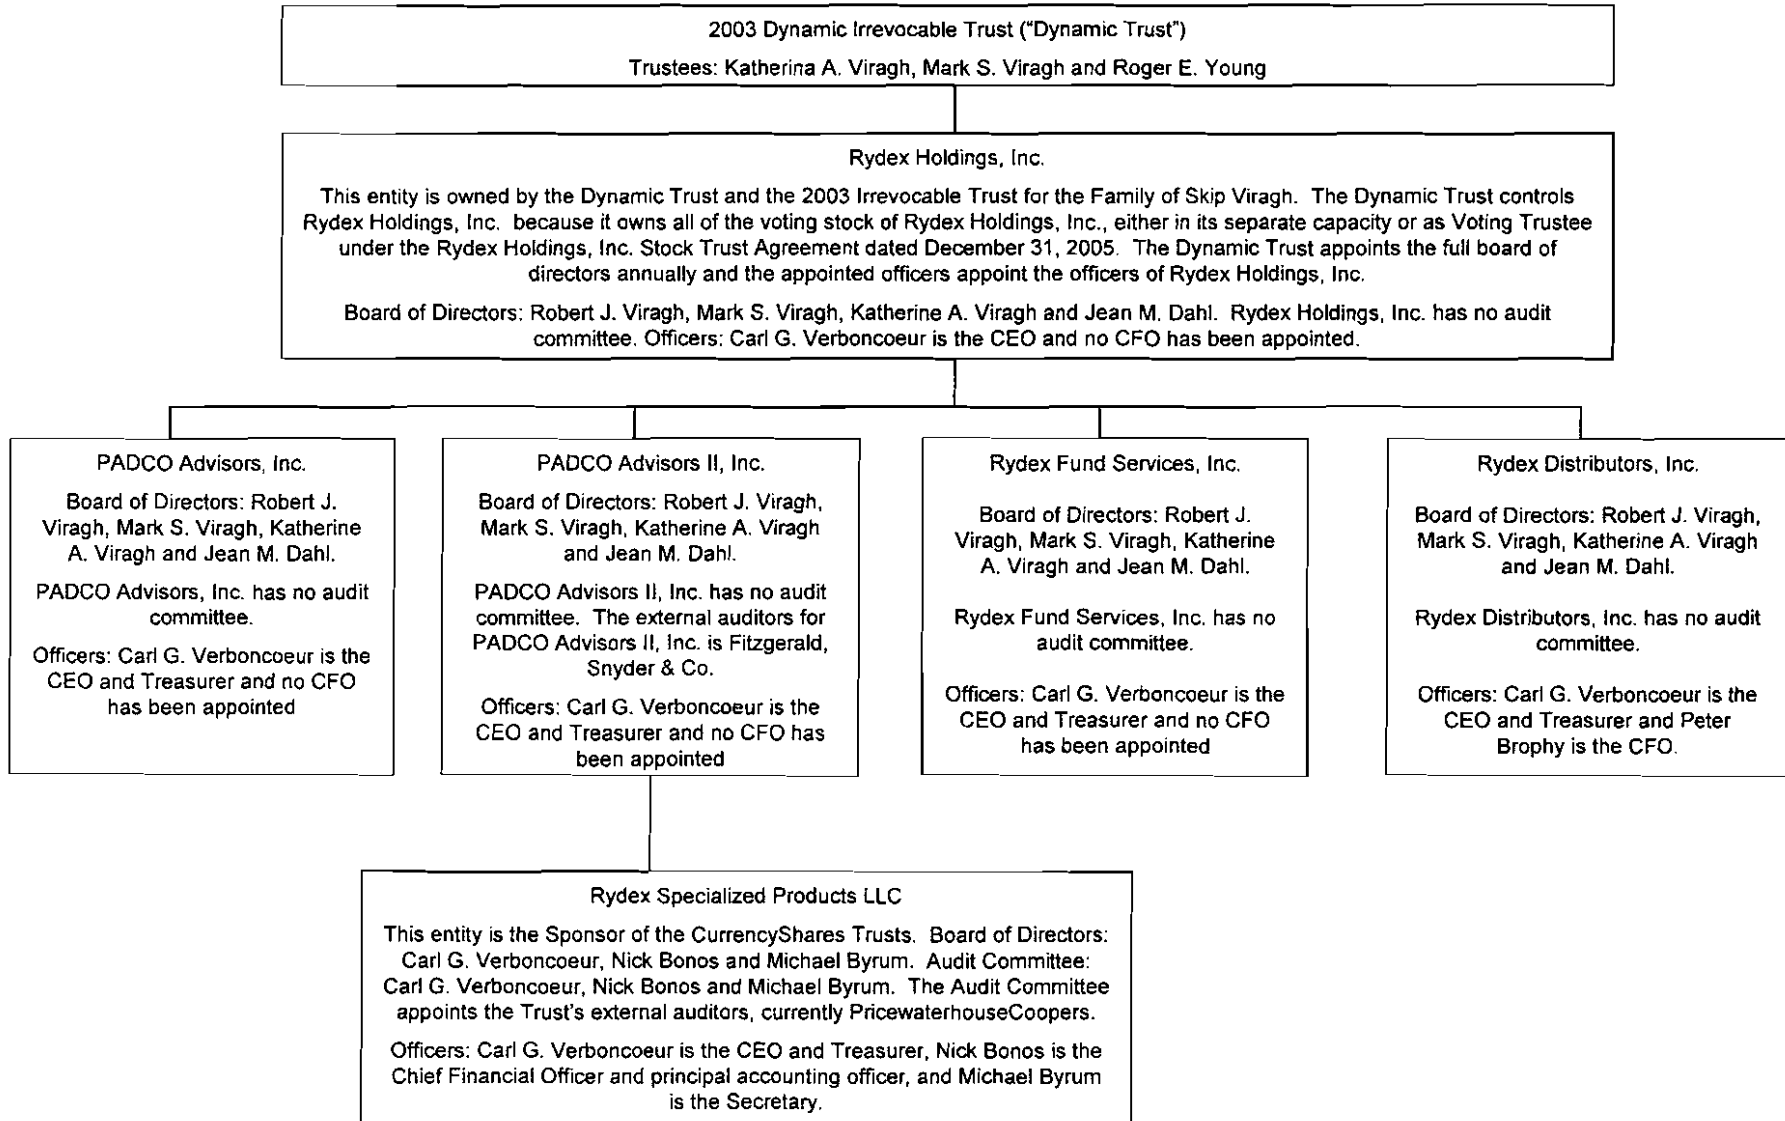 2003 Dynamic Irrevocable Trust ("Dynamic Trust")
Trustees: Katherina A. Viragh, Mark S. Viragh and Roger E. Young
Rydex Holdings, Inc.
This entity is owned by the Dynamic Trust and the 2003 Irrevocable Trust for the Family of Skip Viragh. The Dynamic Trust controls
Rydex Holdings, Inc. because it owns all of the voting stock of Rydex Holdings, Inc., either in its separate capacity or as Voting Trustee
under the Rydex Holdings, Inc. Stock Trust Agreement dated December 31, 2005. The Dynamic Trust appoints the full board of
directors annually and the appointed officers appoint the officers of Rydex Holdings, Inc.
Board of Directors: Robert J. Viragh, Mark S. Viragh, Katherine A. Viragh and Jean M. Dahl. Rydex Holdings, Inc. has no audit
committee. Officers: Carl G. Verboncoeur is the CEO and no CFO has been appointed.
PADCO Advisors, Inc.
Board of Directors: Robert J.
Viragh, Mark S. Viragh, Katherine
A. Viragh and Jean M. Dahl.
PADCO Advisors, Inc. has no audit
committee.
Officers: Carl G. Verboncoeur is the
CEO and Treasurer and no CFO
has been appointed
PADCO Advisors II, Inc.
Board of Directors: Robert J. Viragh,
Mark S. Viragh, Katherine A. Viragh
and Jean M. Dahl.
PADCO Advisors II, Inc. has no audit
committee. The external auditors for
PADCO Advisors II, Inc. is Fitzgerald,
Snyder & Co.
Officers: Carl G. Verboncoeur is the
CEO and Treasurer and no CFO has
been appointed
Rydex Fund Services, Inc.
Board of Directors: Robert J.
Viragh, Mark S. Viragh, Katherine
A. Viragh and Jean M. Dahl.
Rydex Fund Services, Inc. has no
audit committee.
Officers: Carl G. Verboncoeur is the
CEO and Treasurer and no CFO
has been appointed
Rydex Distributors, Inc.
Board of Directors: Robert J. Viragh,
Mark S. Viragh, Katherine A. Viragh
and Jean M. Dahl.
Rydex Distributors, Inc. has no audit
committee.
Officers: Carl G. Verboncoeur is the
CEO and Treasurer and Peter
Brophy is the CFO.
Rydex Specialized Products LLC
This entity is the Sponsor of the CurrencyShares Trusts. Board of Directors:
Carl G. Verboncoeur, Nick Bonos and Michael Byrum. Audit Committee:
Carl G. Verboncoeur, Nick Bonos and Michael Byrum. The Audit Committee
appoints the Trust's external auditors, currently PricewaterhouseCoopers.
Officers: Carl G. Verboncoeur is the CEO and Treasurer, Nick Bonos is the
Chief Financial Officer and principal accounting officer, and Michael Byrum
is the Secretary.